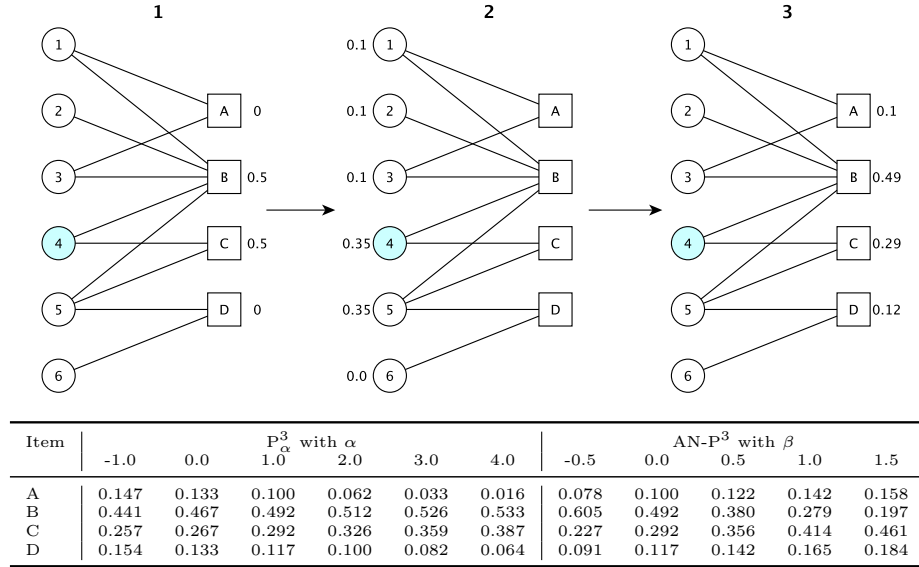 1 2 3
1 0.1 1 1
2 A 0 0.1 2 A 2 A 0.1
3 B 0.5 0.1 3 B 3 B 0.49
4 C 0.5 0.35 4 C 4 C 0.29
5 D 0 0.35 5 D 5 D 0.12
6 0.0 6 6
Item P³α with α AN-P³ with β
-1.0 0.0 1.0 2.0 3.0 4.0 -0.5 0.0 0.5 1.0 1.5
A 0.147 0.133 0.100 0.062 0.033 0.016 0.078 0.100 0.122 0.142 0.158
B 0.441 0.467 0.492 0.512 0.526 0.533 0.605 0.492 0.380 0.279 0.197
C 0.257 0.267 0.292 0.326 0.359 0.387 0.227 0.292 0.356 0.414 0.461
D 0.154 0.133 0.117 0.100 0.082 0.064 0.091 0.117 0.142 0.165 0.184